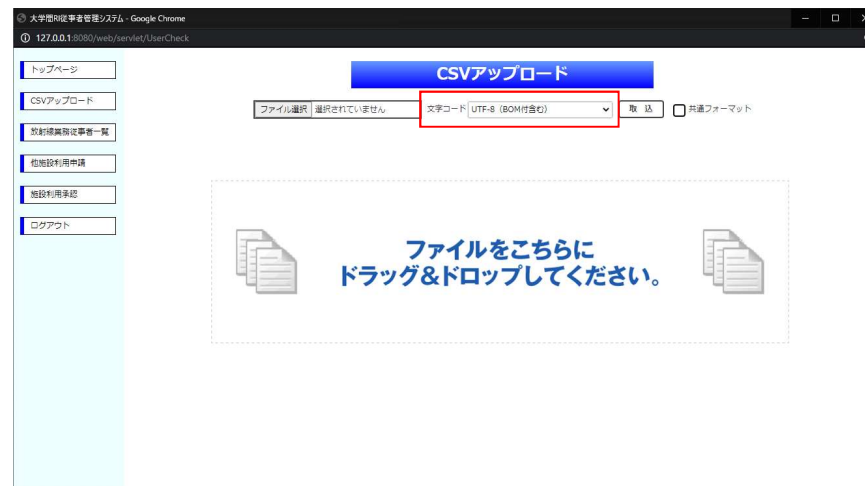 大学間RI従事者管理システム - Google Chrome
127.0.0.1:8080/web/servlet/UserCheck
トップページ
CSVアップロード
放射線業務従事者一覧
他施設利用申請
施設利用承認
ログアウト
CSVアップロード
ファイル選択 選択されていません 文字コード UTF-8（BOM付含む） 取 込 共通フォーマット
ファイルをこちらに
ドラッグ&ドロップしてください。